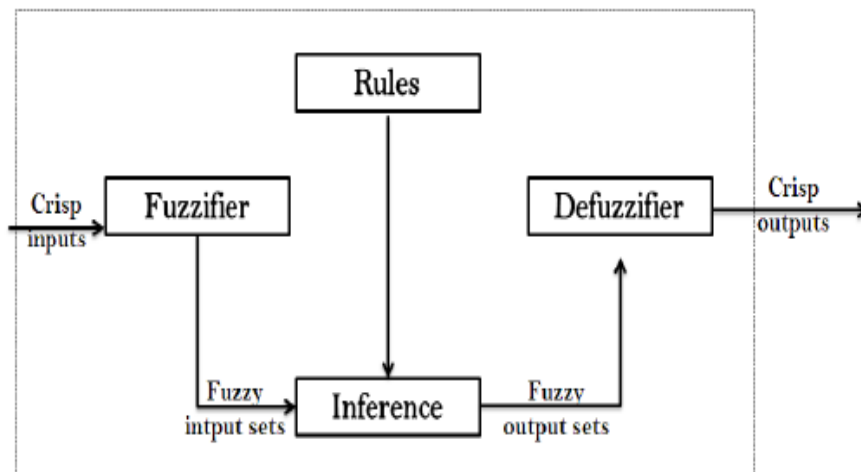 Rules
Crisp
inputs
Fuzzifier
Defuzzifier
Crisp
outputs
Fuzzy
intput sets
Inference
Fuzzy
output sets